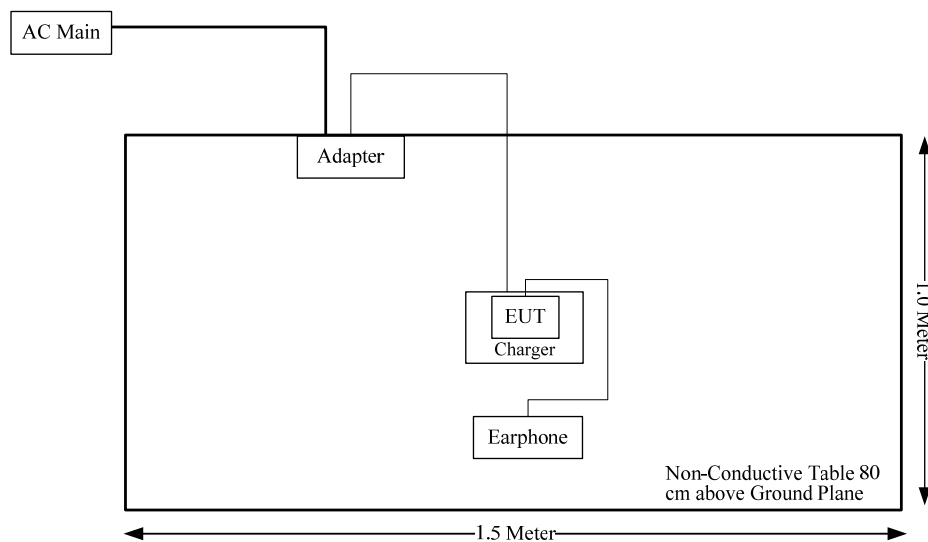 AC Main
Adapter
EUT
Charger
Earphone
Non-Conductive Table 80
cm above Ground Plane
1.0 Meter
1.5 Meter